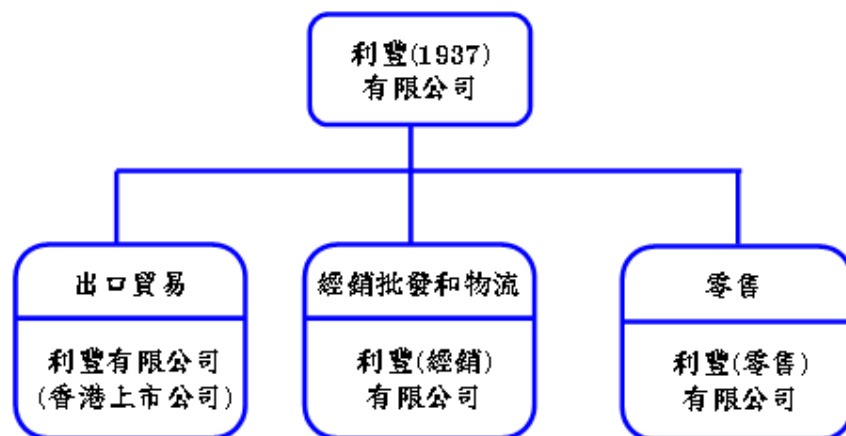 利豐(1937)
有限公司
出口貿易
利豐有限公司
(香港上市公司)
經銷批發和物流
利豐(經銷)
有限公司
零售
利豐(零售)
有限公司